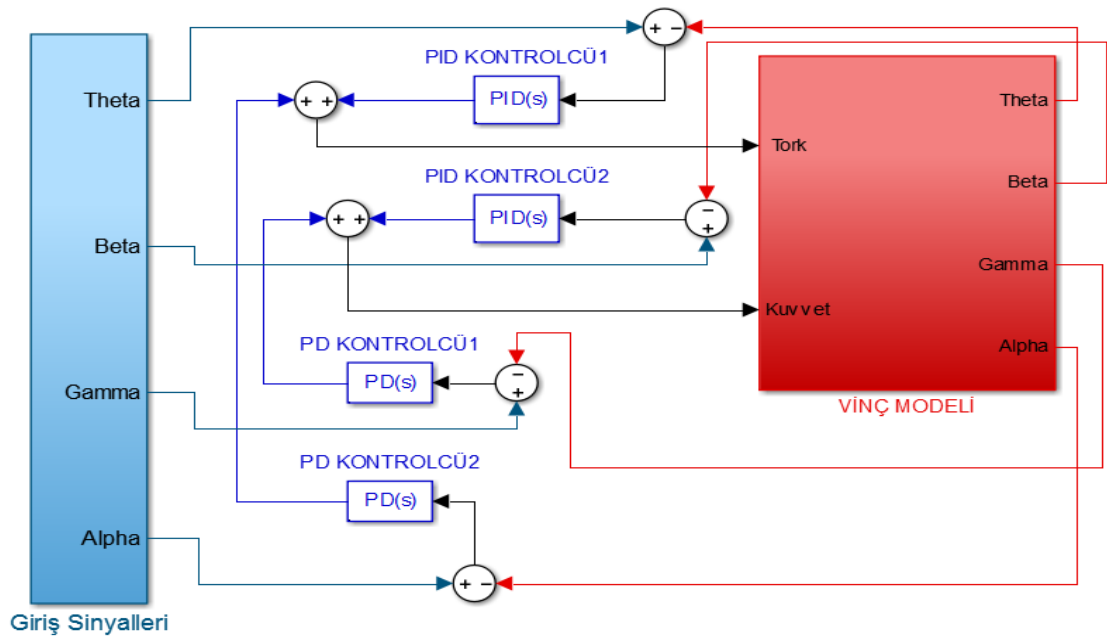 Theta
Beta
Gamma
Alpha
Giriş Sinyalleri
+ −
PID KONTROLCÜ1
PID(s)
+ +
PID KONTROLCÜ2
PID(s)
+ +
−
+
PD KONTROLCÜ1
PD(s)
−
+
PD KONTROLCÜ2
PD(s)
+ −
Tork
Kuvvet
Theta
Beta
Gamma
Alpha
VİNÇ MODELİ